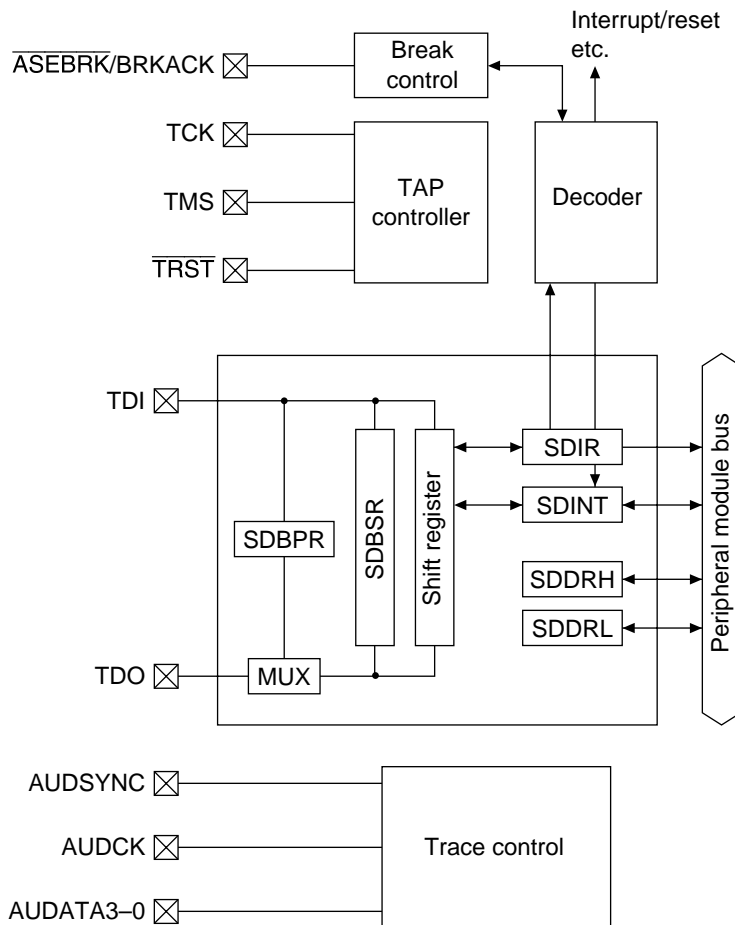 Interrupt/reset
etc.
ASEBRK/BRKACK
Break
control
TCK
TMS
TRST
TAP
controller
Decoder
TDI
TDO
SDBPR
MUX
SDBSR
Shift register
SDIR
SDINT
SDDRH
SDDRL
Peripheral module bus
AUDSYNC
AUDCK
AUDATA3–0
Trace control